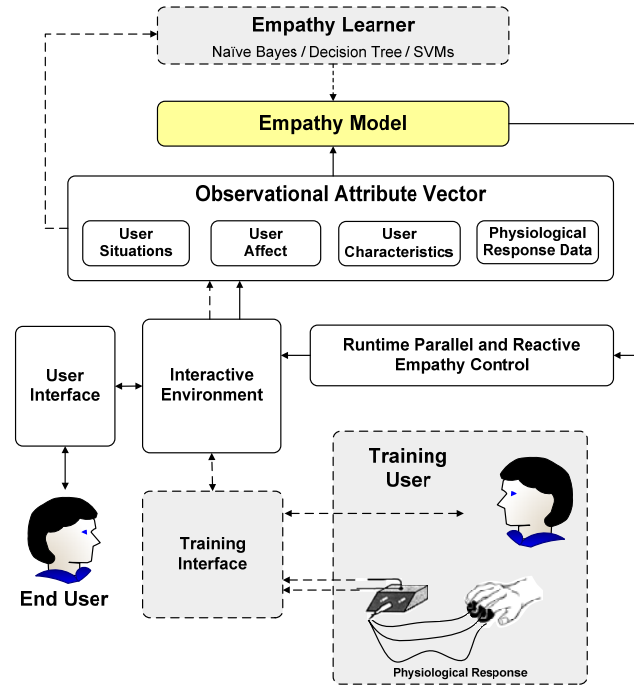 Empathy Learner
Naïve Bayes / Decision Tree / SVMs
Empathy Model
Observational Attribute Vector
User
Situations
User
Affect
User
Characteristics
Physiological
Response Data
User
Interface
Interactive
Environment
Runtime Parallel and Reactive
Empathy Control
Training
User
Training
Interface
End User
Physiological Response